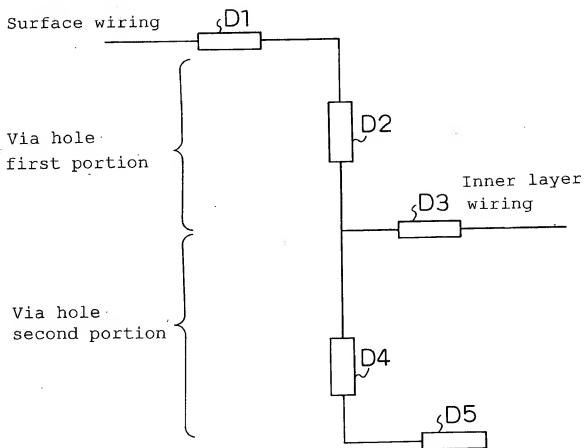 Surface wiring
D1
Via hole
first portion
D2
Inner layer
wiring
D3
Via hole
second portion
D4
D5